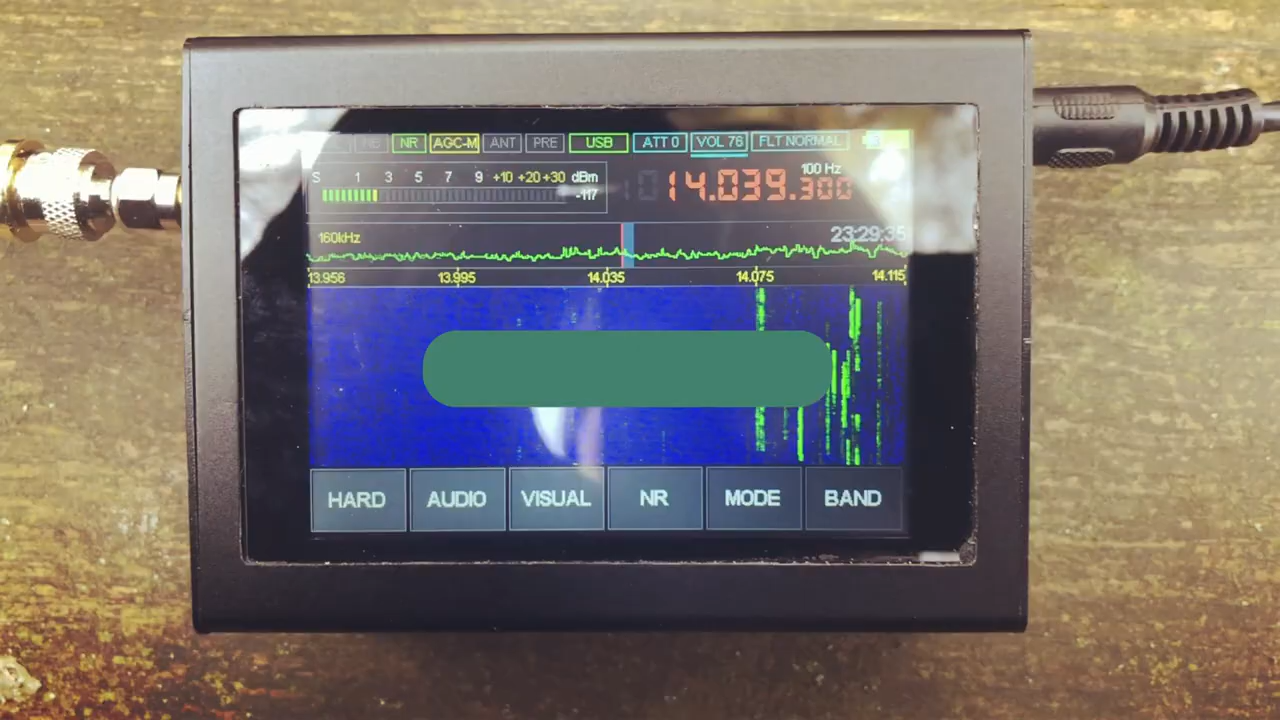 NB NR AGC-M ANT PRE USB ATT 0 VOL 76 FLT NORMAL
S 1 3 5 7 9 +10 +20 +30 dBm
-117
100 Hz
14.039.300
160kHz
23:29:35
13.956 13.995 14.035 14.075 14.115
HARD AUDIO VISUAL NR MODE BAND